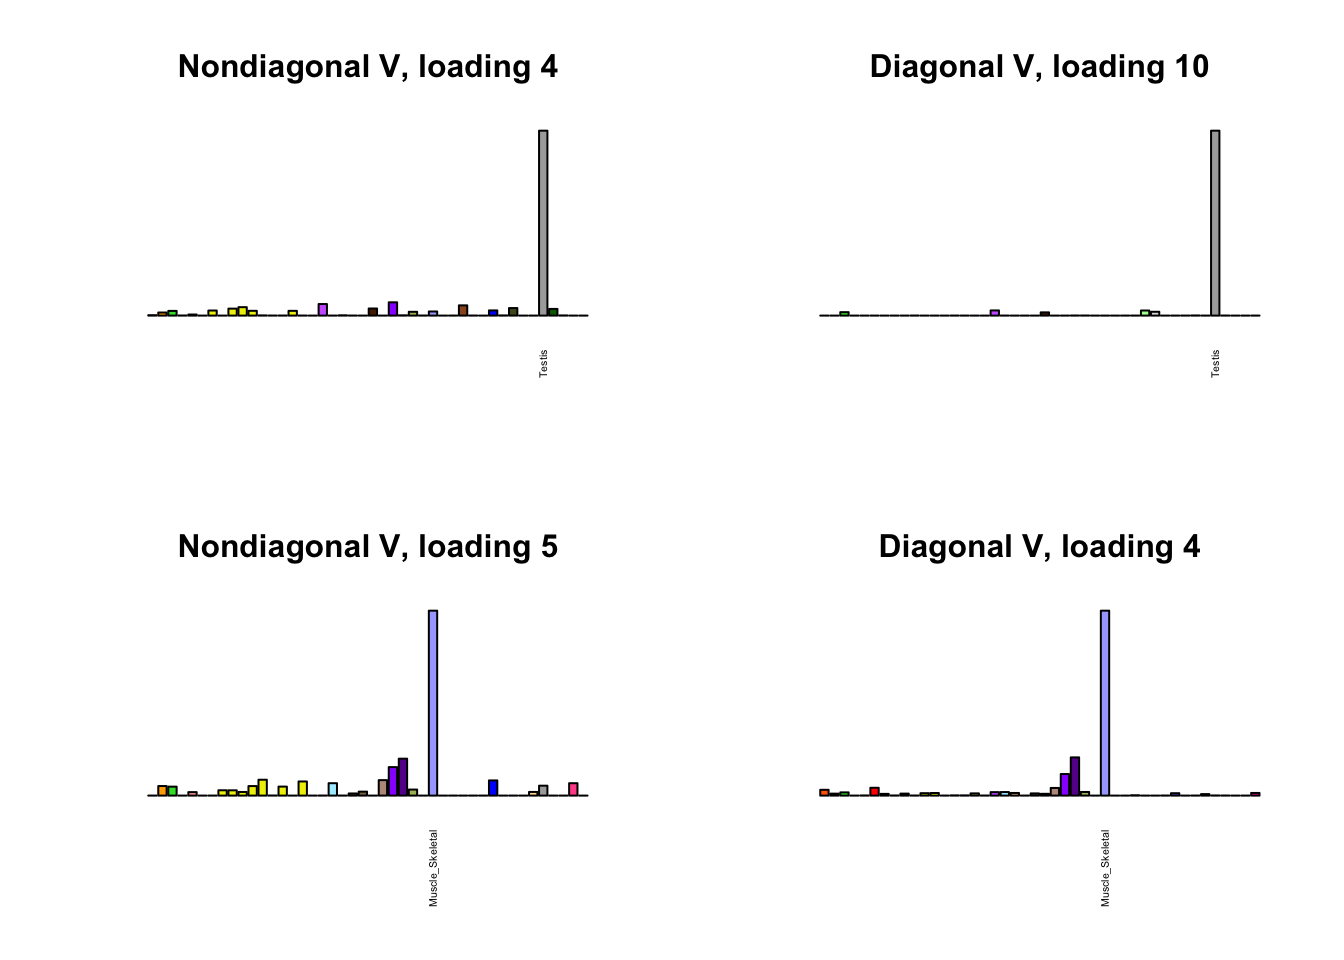 Nondiagonal V, loading 4
Diagonal V, loading 10
Testis
Testis
Nondiagonal V, loading 5
Diagonal V, loading 4
Muscle_Skeletal
Muscle_Skeletal